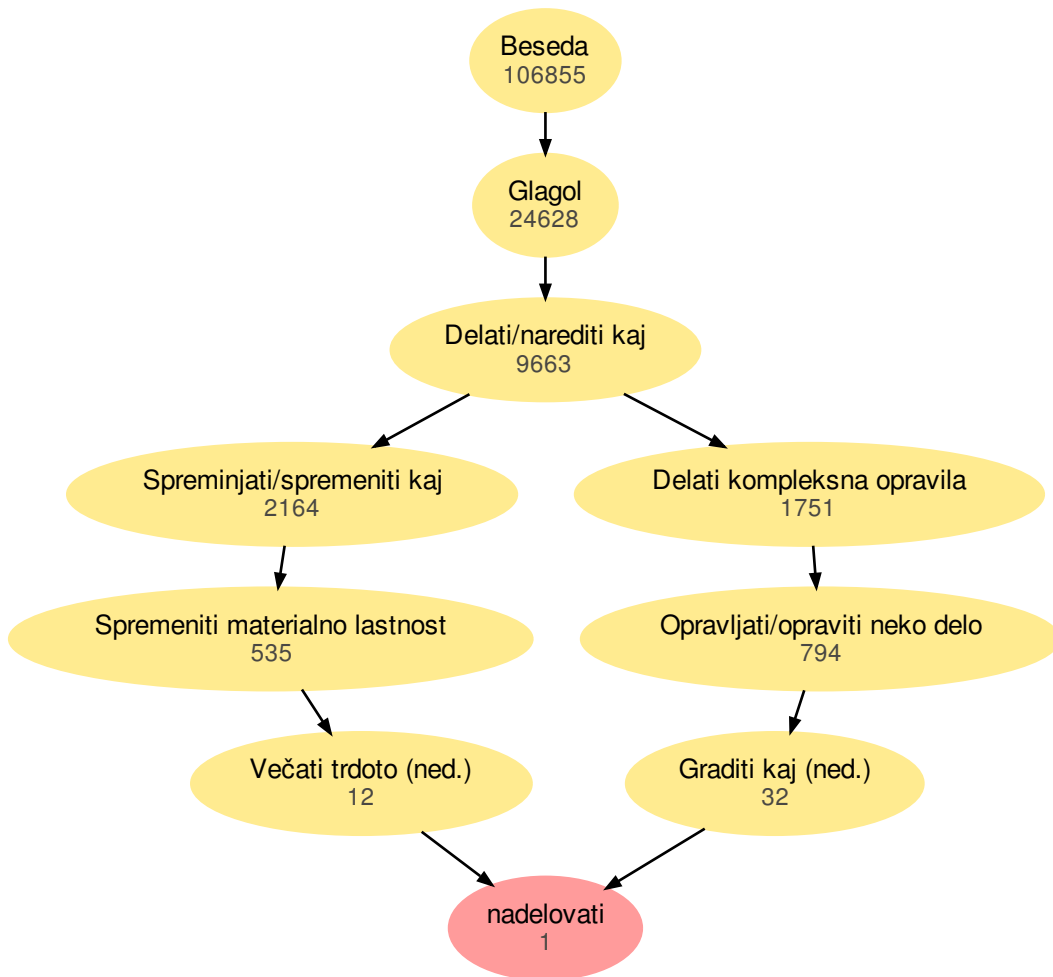 Beseda
106855
Glagol
24628
Delati/narediti kaj
9663
Spreminjati/spremeniti kaj
2164
Delati kompleksna opravila
1751
Spremeniti materialno lastnost
535
Opravljati/opraviti neko delo
794
Večati trdoto (ned.)
12
Graditi kaj (ned.)
32
nadelovati
1